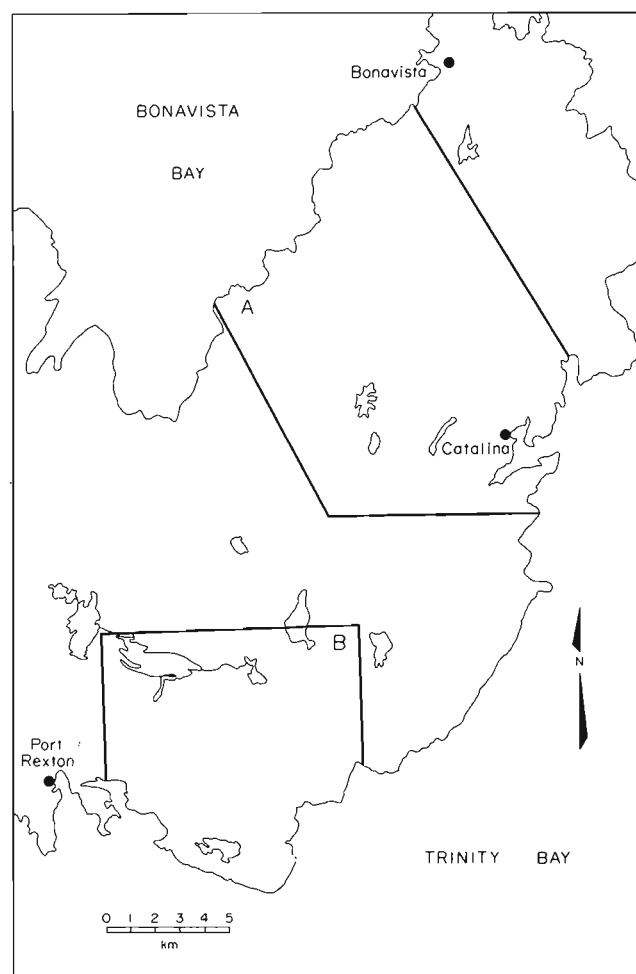 Bonavista
BONAVISTA
BAY
A
Catalina
B
N
Port
Rexton
TRINITY BAY
0 1 2 3 4 5
km